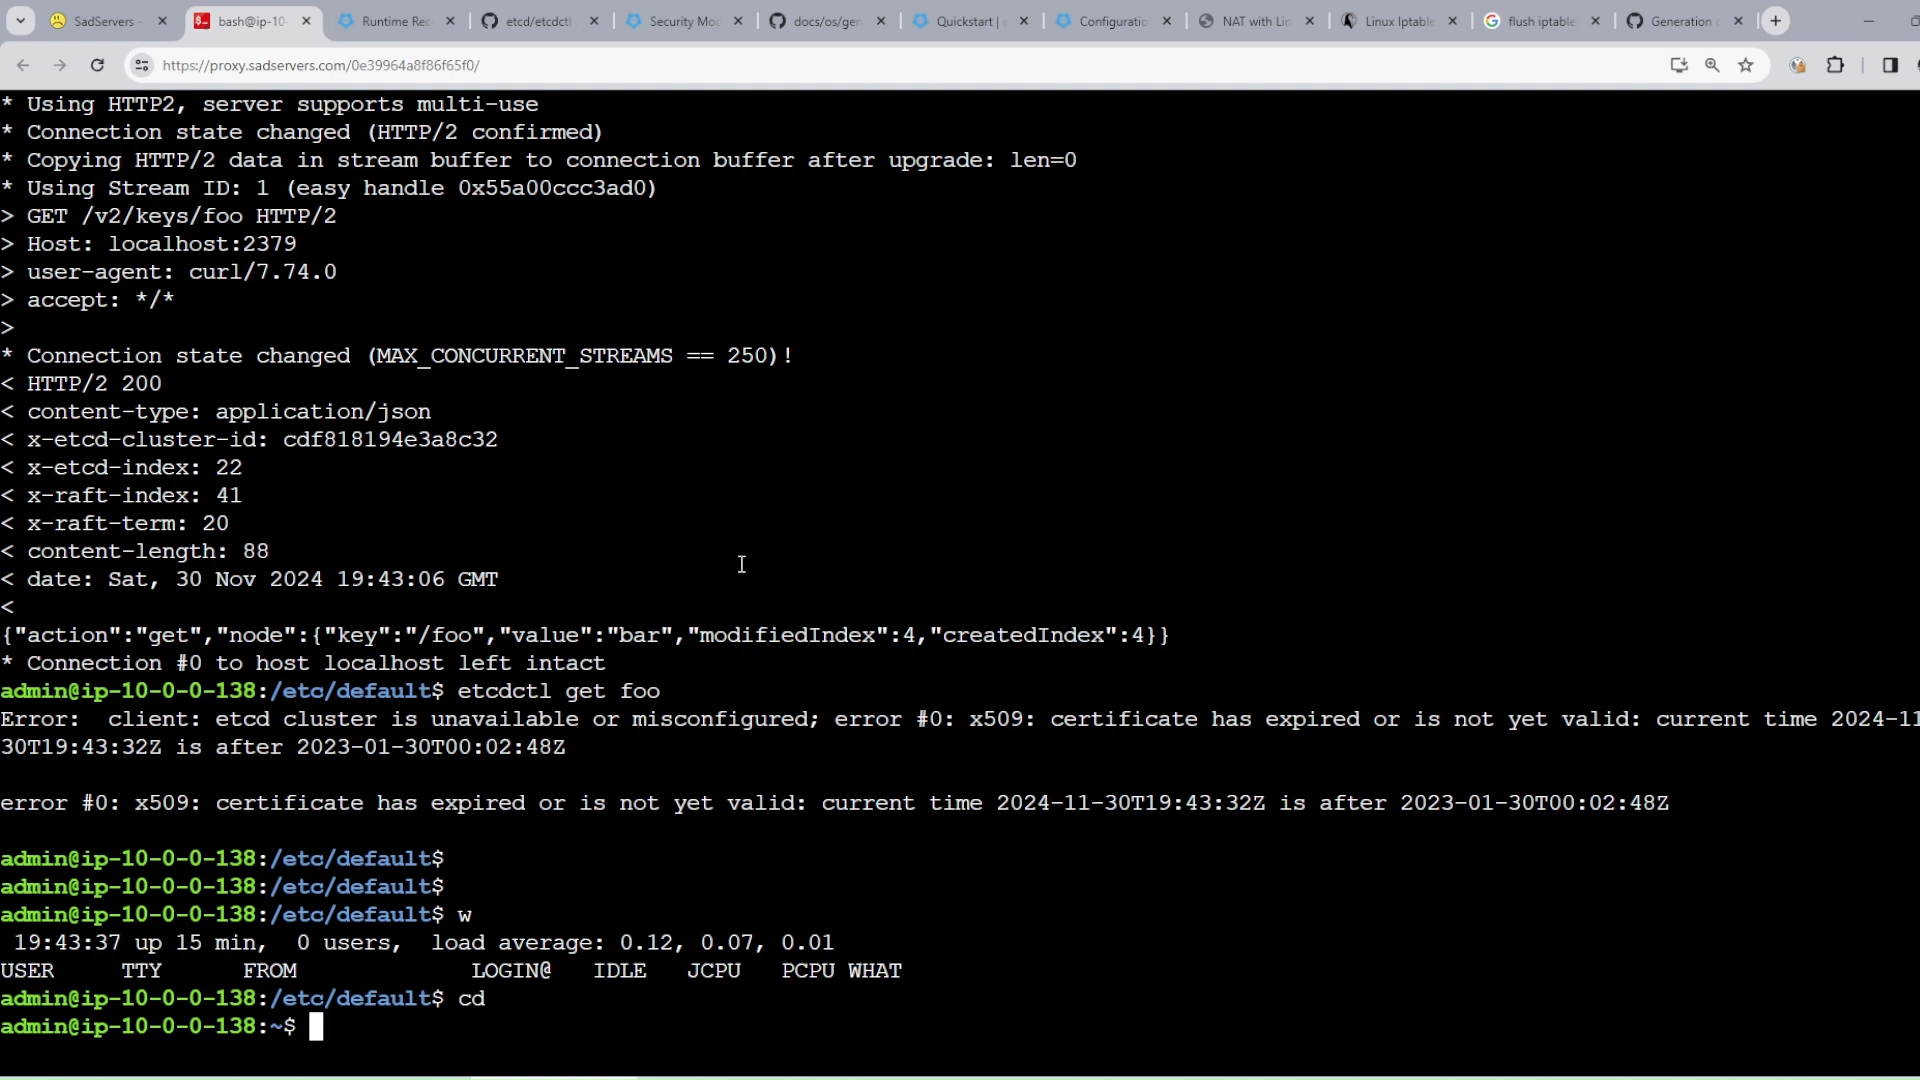 SadServers -
bash@ip-10-
Runtime Rec
etcd/etcdctl
Security Mod
docs/os/gen
Quickstart |
Configuratio
NAT with Lin
Linux Iptable
flush iptable
Generation
https://proxy.sadservers.com/0e39964a8f86f65f0/
* Using HTTP2, server supports multi-use
* Connection state changed (HTTP/2 confirmed)
* Copying HTTP/2 data in stream buffer to connection buffer after upgrade: len=0
* Using Stream ID: 1 (easy handle 0x55a00ccc3ad0)
> GET /v2/keys/foo HTTP/2
> Host: localhost:2379
> user-agent: curl/7.74.0
> accept: */*
>
* Connection state changed (MAX_CONCURRENT_STREAMS == 250)!
< HTTP/2 200
< content-type: application/json
< x-etcd-cluster-id: cdf818194e3a8c32
< x-etcd-index: 22
< x-raft-index: 41
< x-raft-term: 20
< content-length: 88
< date: Sat, 30 Nov 2024 19:43:06 GMT
<
{"action":"get","node":{"key":"/foo","value":"bar","modifiedIndex":4,"createdIndex":4}}
* Connection #0 to host localhost left intact
admin@ip-10-0-0-138:/etc/default$ etcdctl get foo
Error:  client: etcd cluster is unavailable or misconfigured; error #0: x509: certificate has expired or is not yet valid: current time 2024-11
30T19:43:32Z is after 2023-01-30T00:02:48Z
error #0: x509: certificate has expired or is not yet valid: current time 2024-11-30T19:43:32Z is after 2023-01-30T00:02:48Z
admin@ip-10-0-0-138:/etc/default$
admin@ip-10-0-0-138:/etc/default$
admin@ip-10-0-0-138:/etc/default$ w
19:43:37 up 15 min,  0 users,  load average: 0.12, 0.07, 0.01
USER     TTY      FROM             LOGIN@   IDLE   JCPU   PCPU WHAT
admin@ip-10-0-0-138:/etc/default$ cd
admin@ip-10-0-0-138:~$